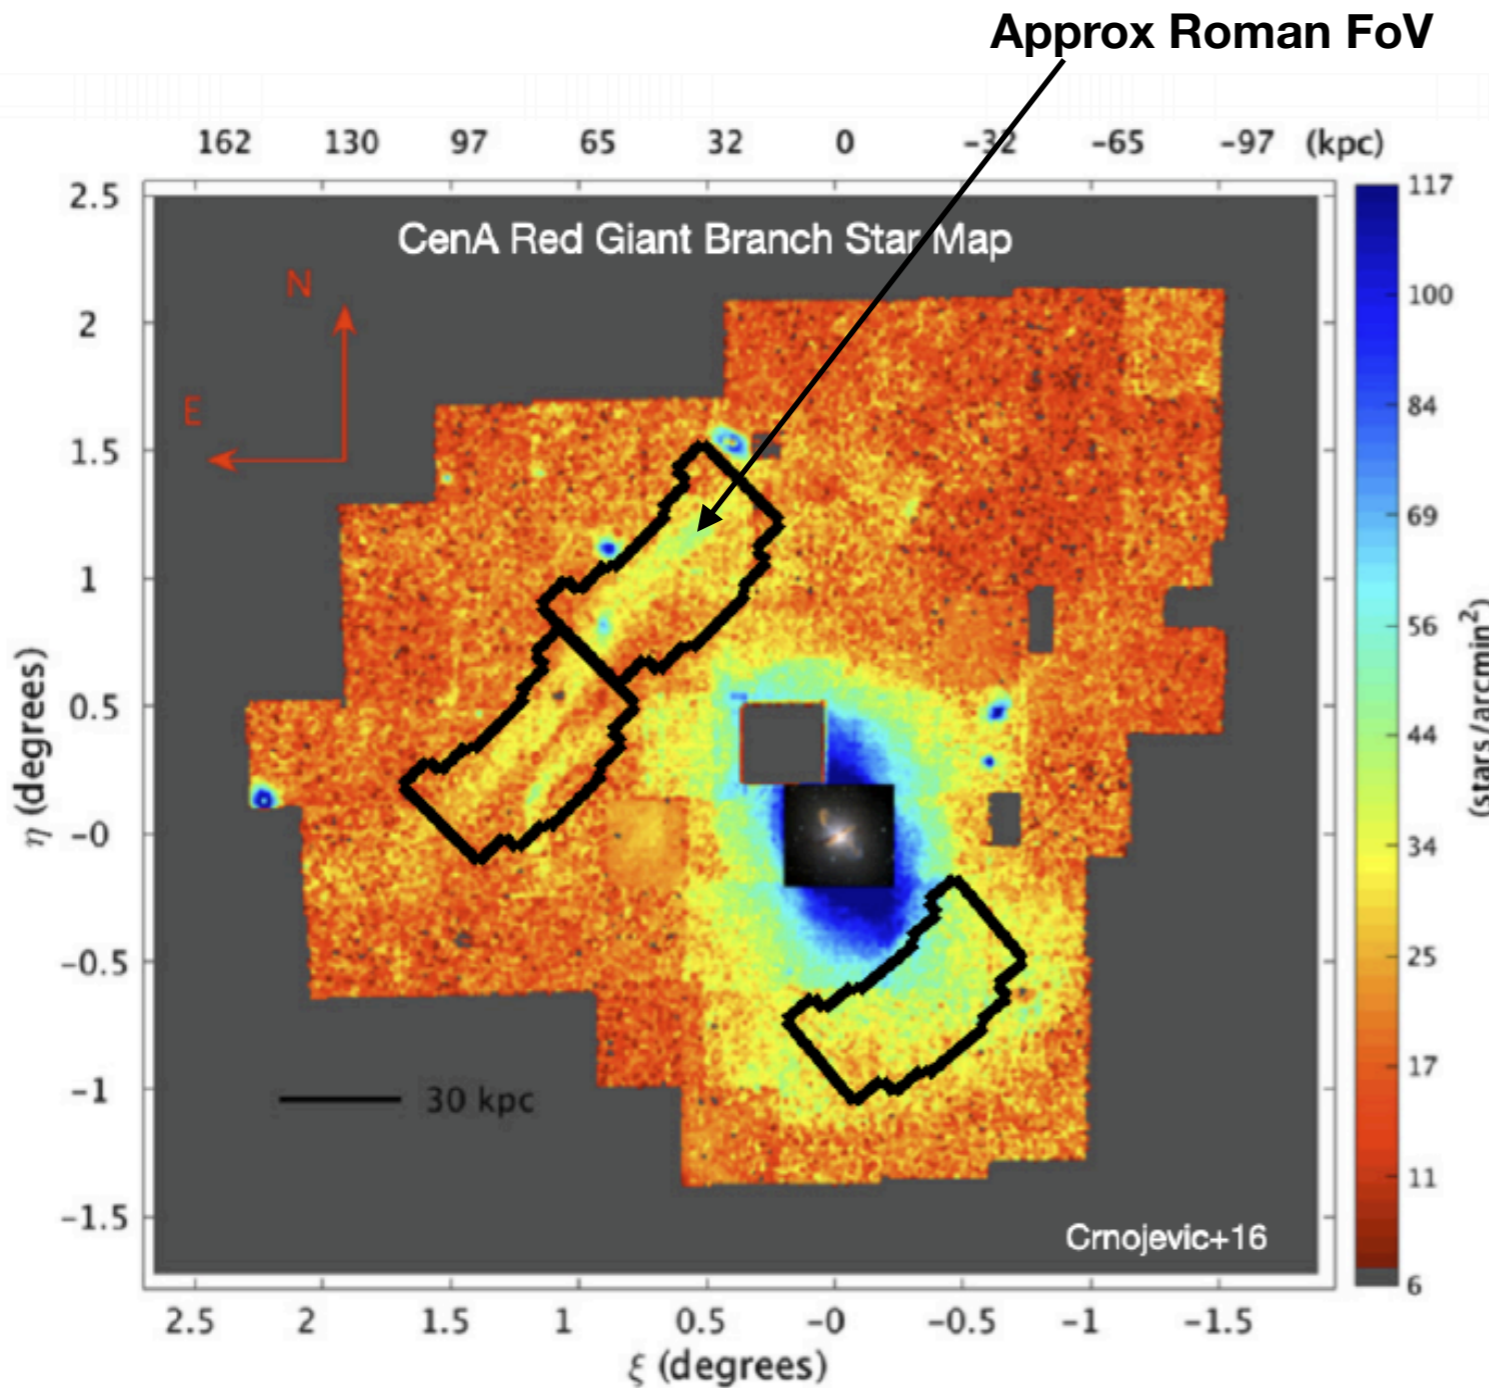 Approx Roman FoV
162 130 97 65 32 0 -32 -65 -97 (kpc)
CenA Red Giant Branch Star Map
N
E
2.5
2
1.5
1
0.5
-0
-0.5
-1
-1.5
η (degrees)
30 kpc
Crnojevic+16
2.5 2 1.5 1 0.5 -0 -0.5 -1 -1.5
ξ (degrees)
117
100
84
69
56
44
34
25
17
11
6
(stars/arcmin²)